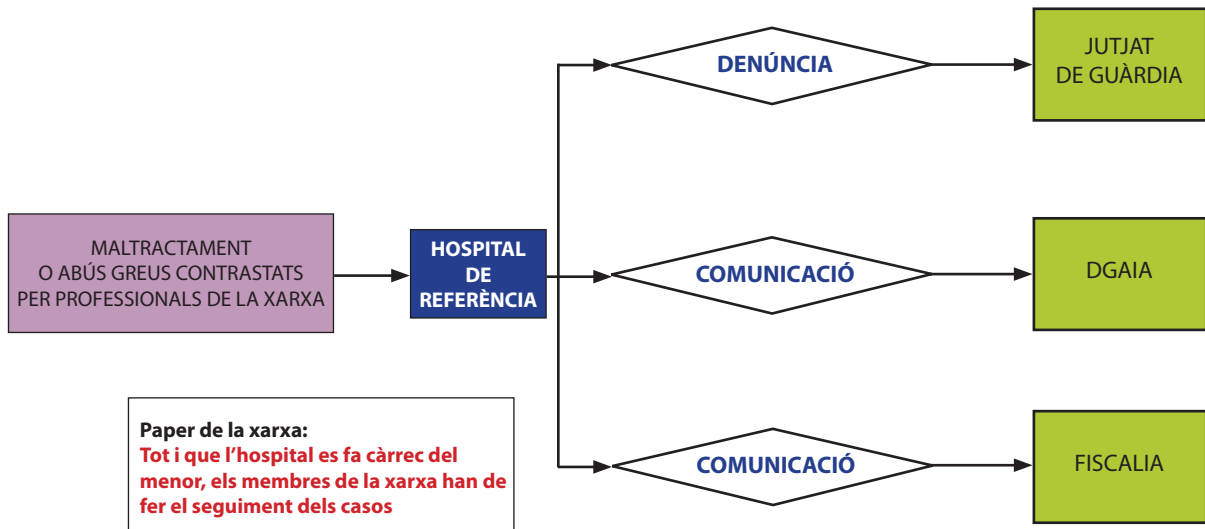 MALTRACTAMENT
O ABÚS GREUS CONTRASTATS
PER PROFESSIONALS DE LA XARXA
HOSPITAL
DE
REFERÈNCIA
DENÚNCIA
JUTJAT
DE GUÀRDIA
COMUNICACIÓ
DGAIA
COMUNICACIÓ
FISCALIA
Paper de la xarxa:
Tot i que l’hospital es fa càrrec del
menor, els membres de la xarxa han de
fer el seguiment dels casos